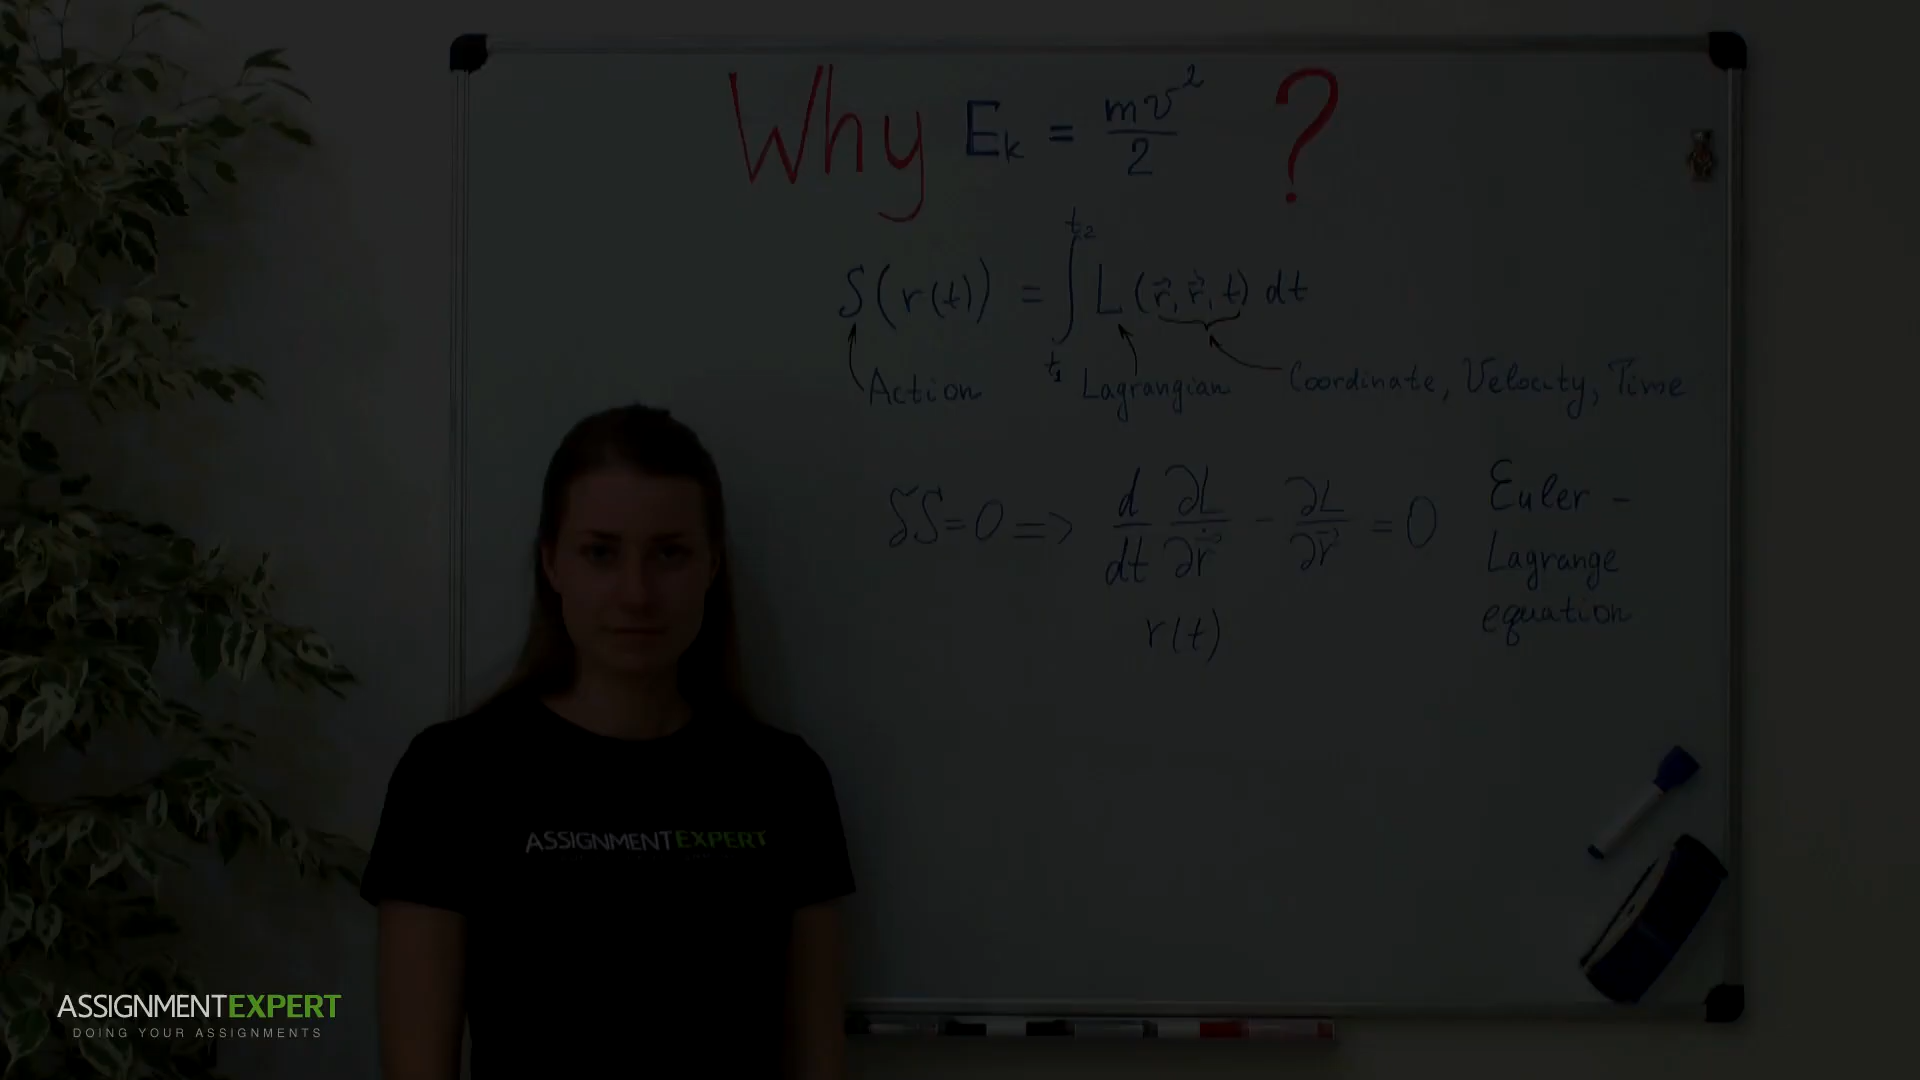 Why E_k = mv²/2 ?
S(r(t)) = ∫_{t₁}^{t₂} L(r⃗, r⃗̇, t) dt
Action Lagrangian Coordinate, Velocity, Time
δS=0 => d/dt ∂L/∂r⃗̇ - ∂L/∂r⃗ = 0
Euler -
Lagrange
equation
r(t)
ASSIGNMENTEXPERT
ASSIGNMENTEXPERT
DOING YOUR ASSIGNMENTS